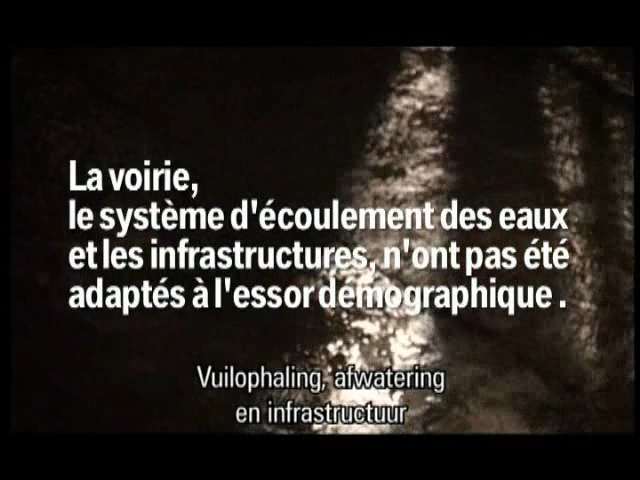 La voirie,
le système d'écoulement des eaux
et les infrastructures, n'ont pas été
adaptés à l'essor démographique .
Vuilophaling, afwatering
en infrastructuur